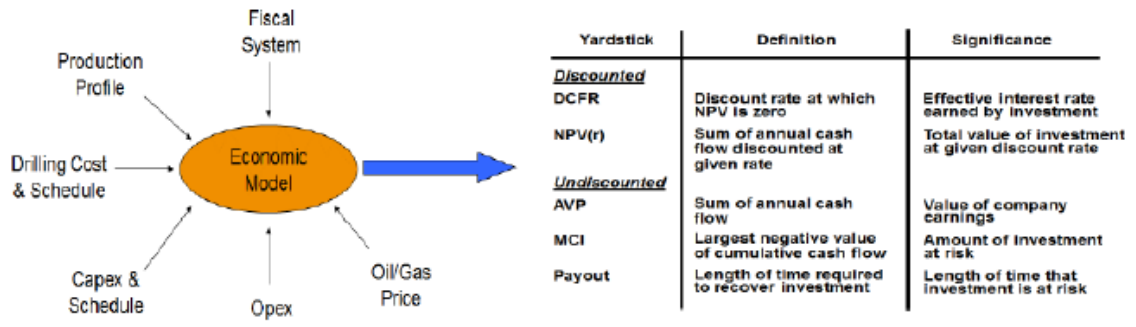 Fiscal
System
Production
Profile
Drilling Cost
& Schedule
Economic
Model
Capex &
Schedule
Opex
Oil/Gas
Price
Yardstick Definition Significance
Discounted
DCFR Discount rate at which Effective interest rate
NPV is zero earned by investment
NPV(r) Sum of annual cash Total value of investment
flow discounted at at given discount rate
given rate
Undiscounted
AVP Sum of annual cash Value of company
flow earnings
MCI Largest negative value Amount of investment
of cumulative cash flow at risk
Payout Length of time required Length of time that
to recover investment investment is at risk